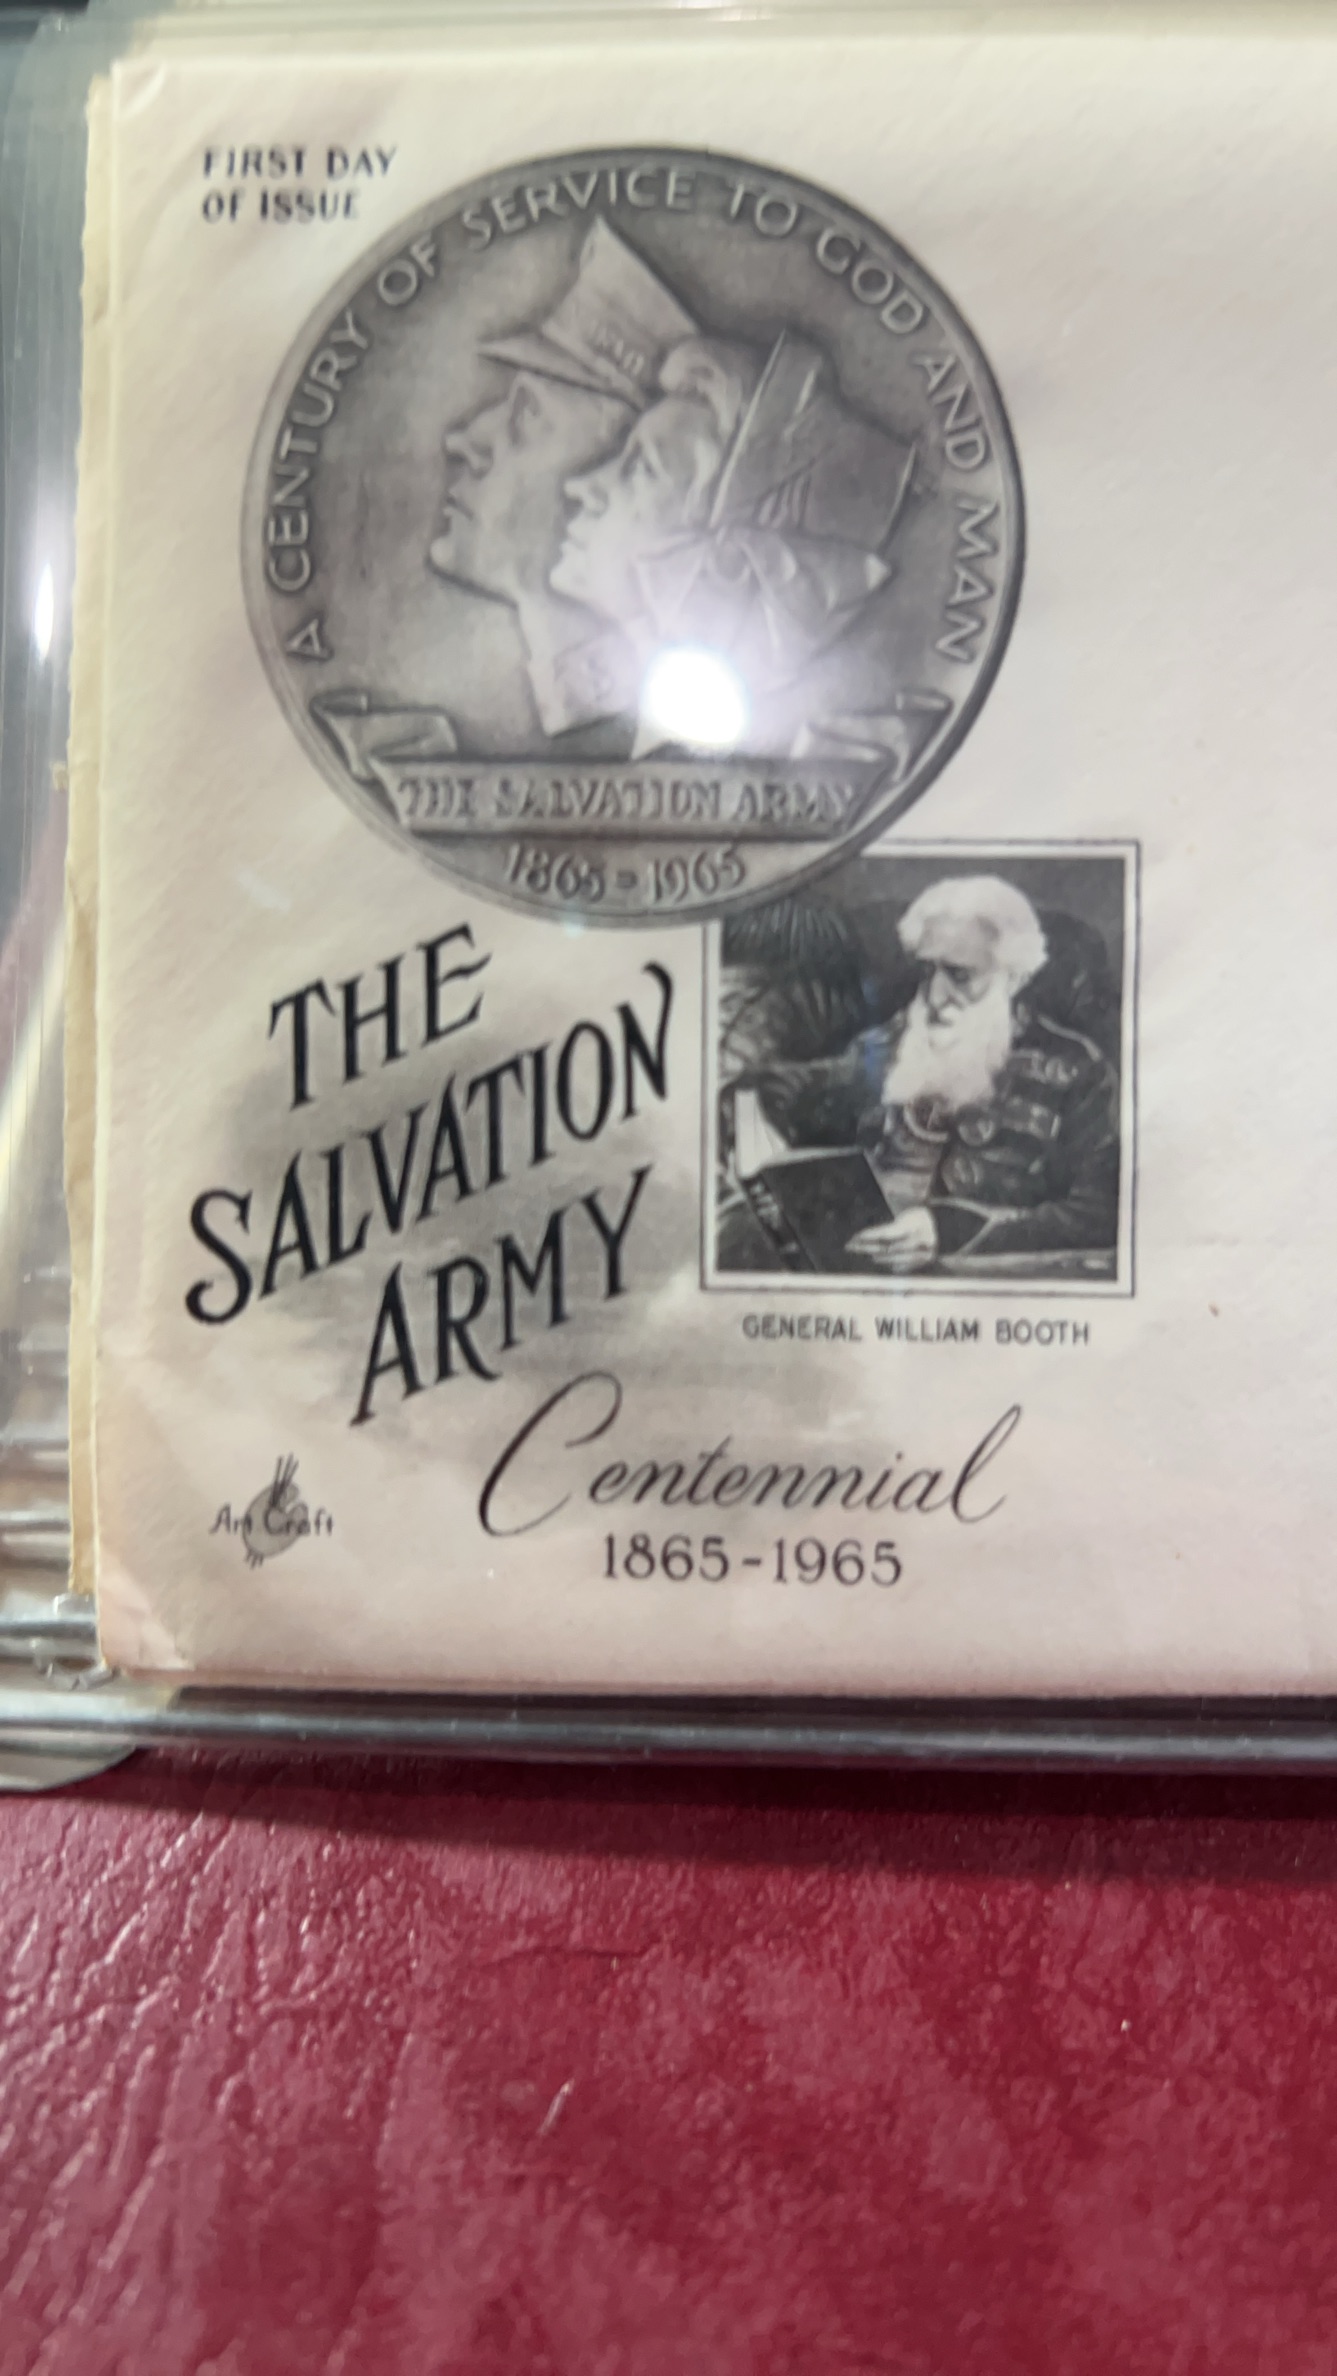 FIRST DAY
OF ISSUE
A CENTURY OF SERVICE TO GOD AND MAN
THE SALVATION ARMY
1865-1965
THE
SALVATION
ARMY
GENERAL WILLIAM BOOTH
Centennial
1865-1965
Art Craft